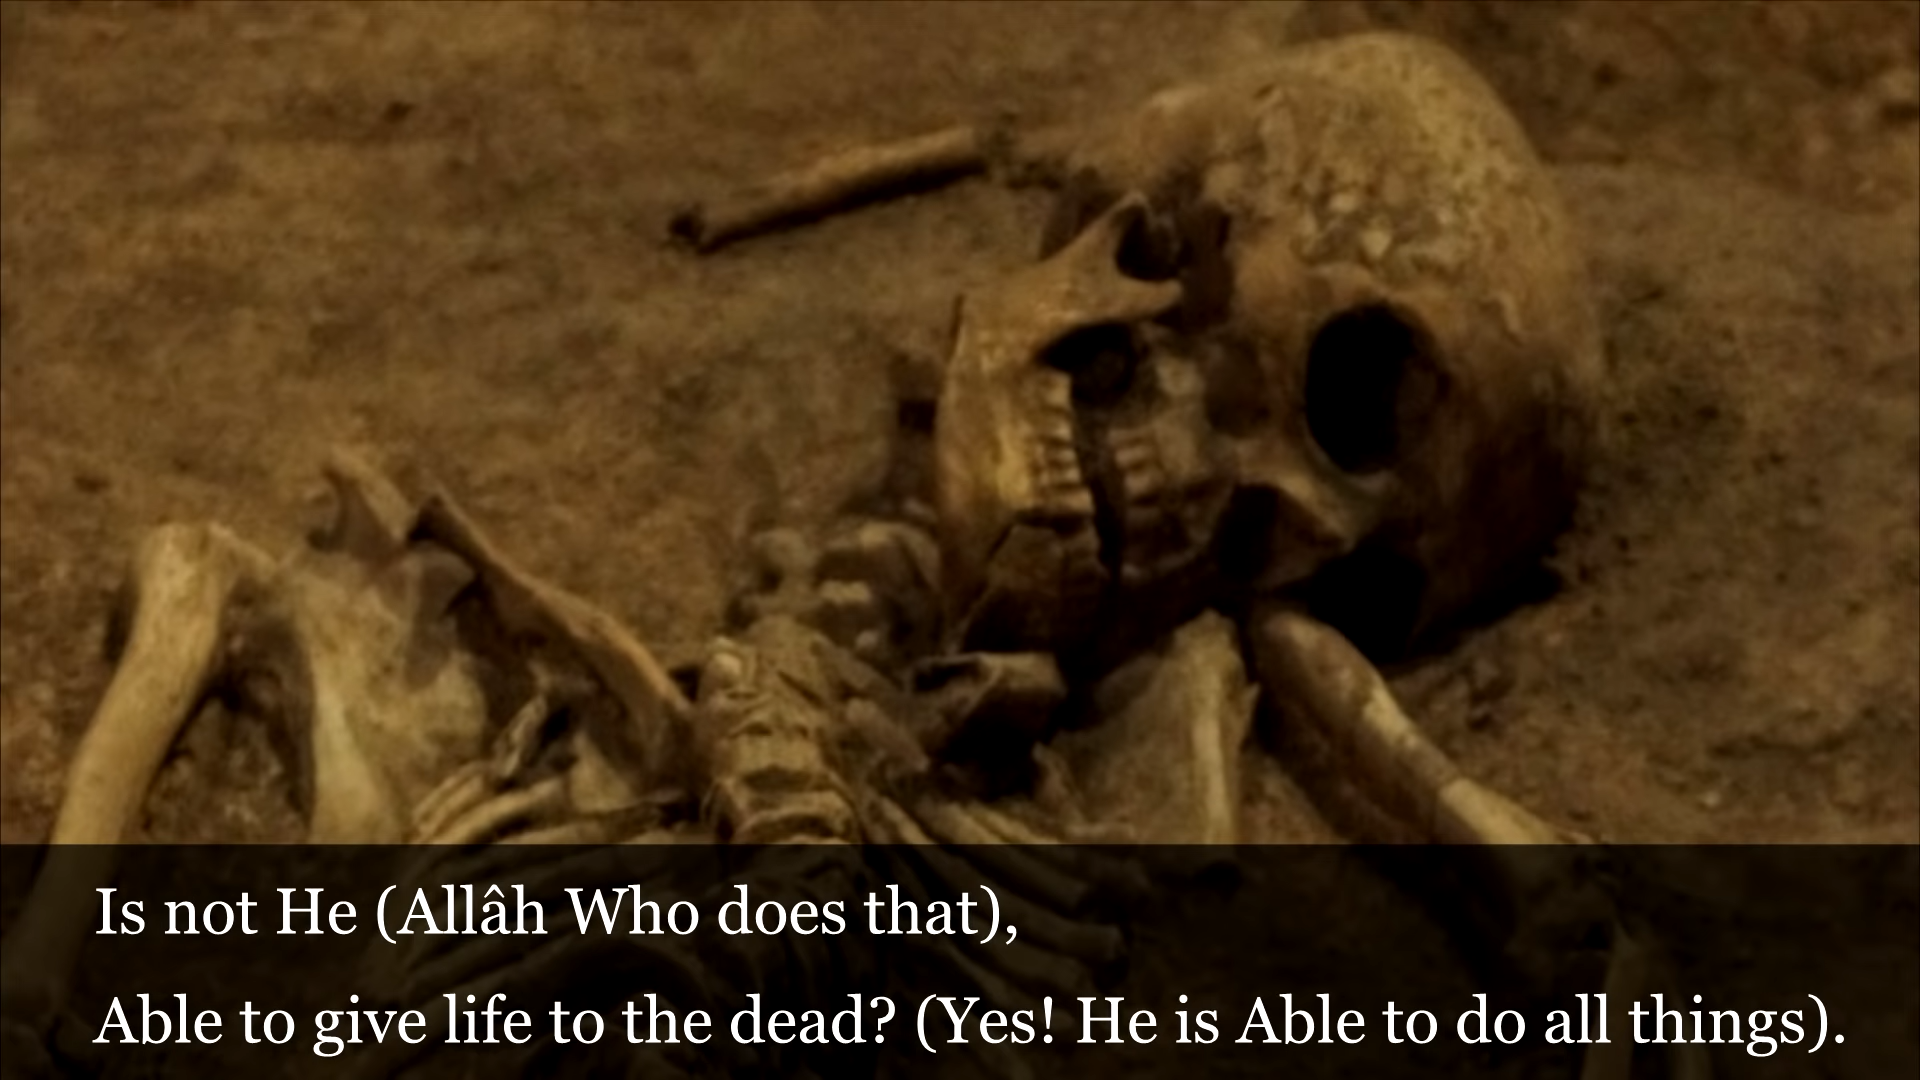 Is not He (Allâh Who does that),
Able to give life to the dead? (Yes! He is Able to do all things).